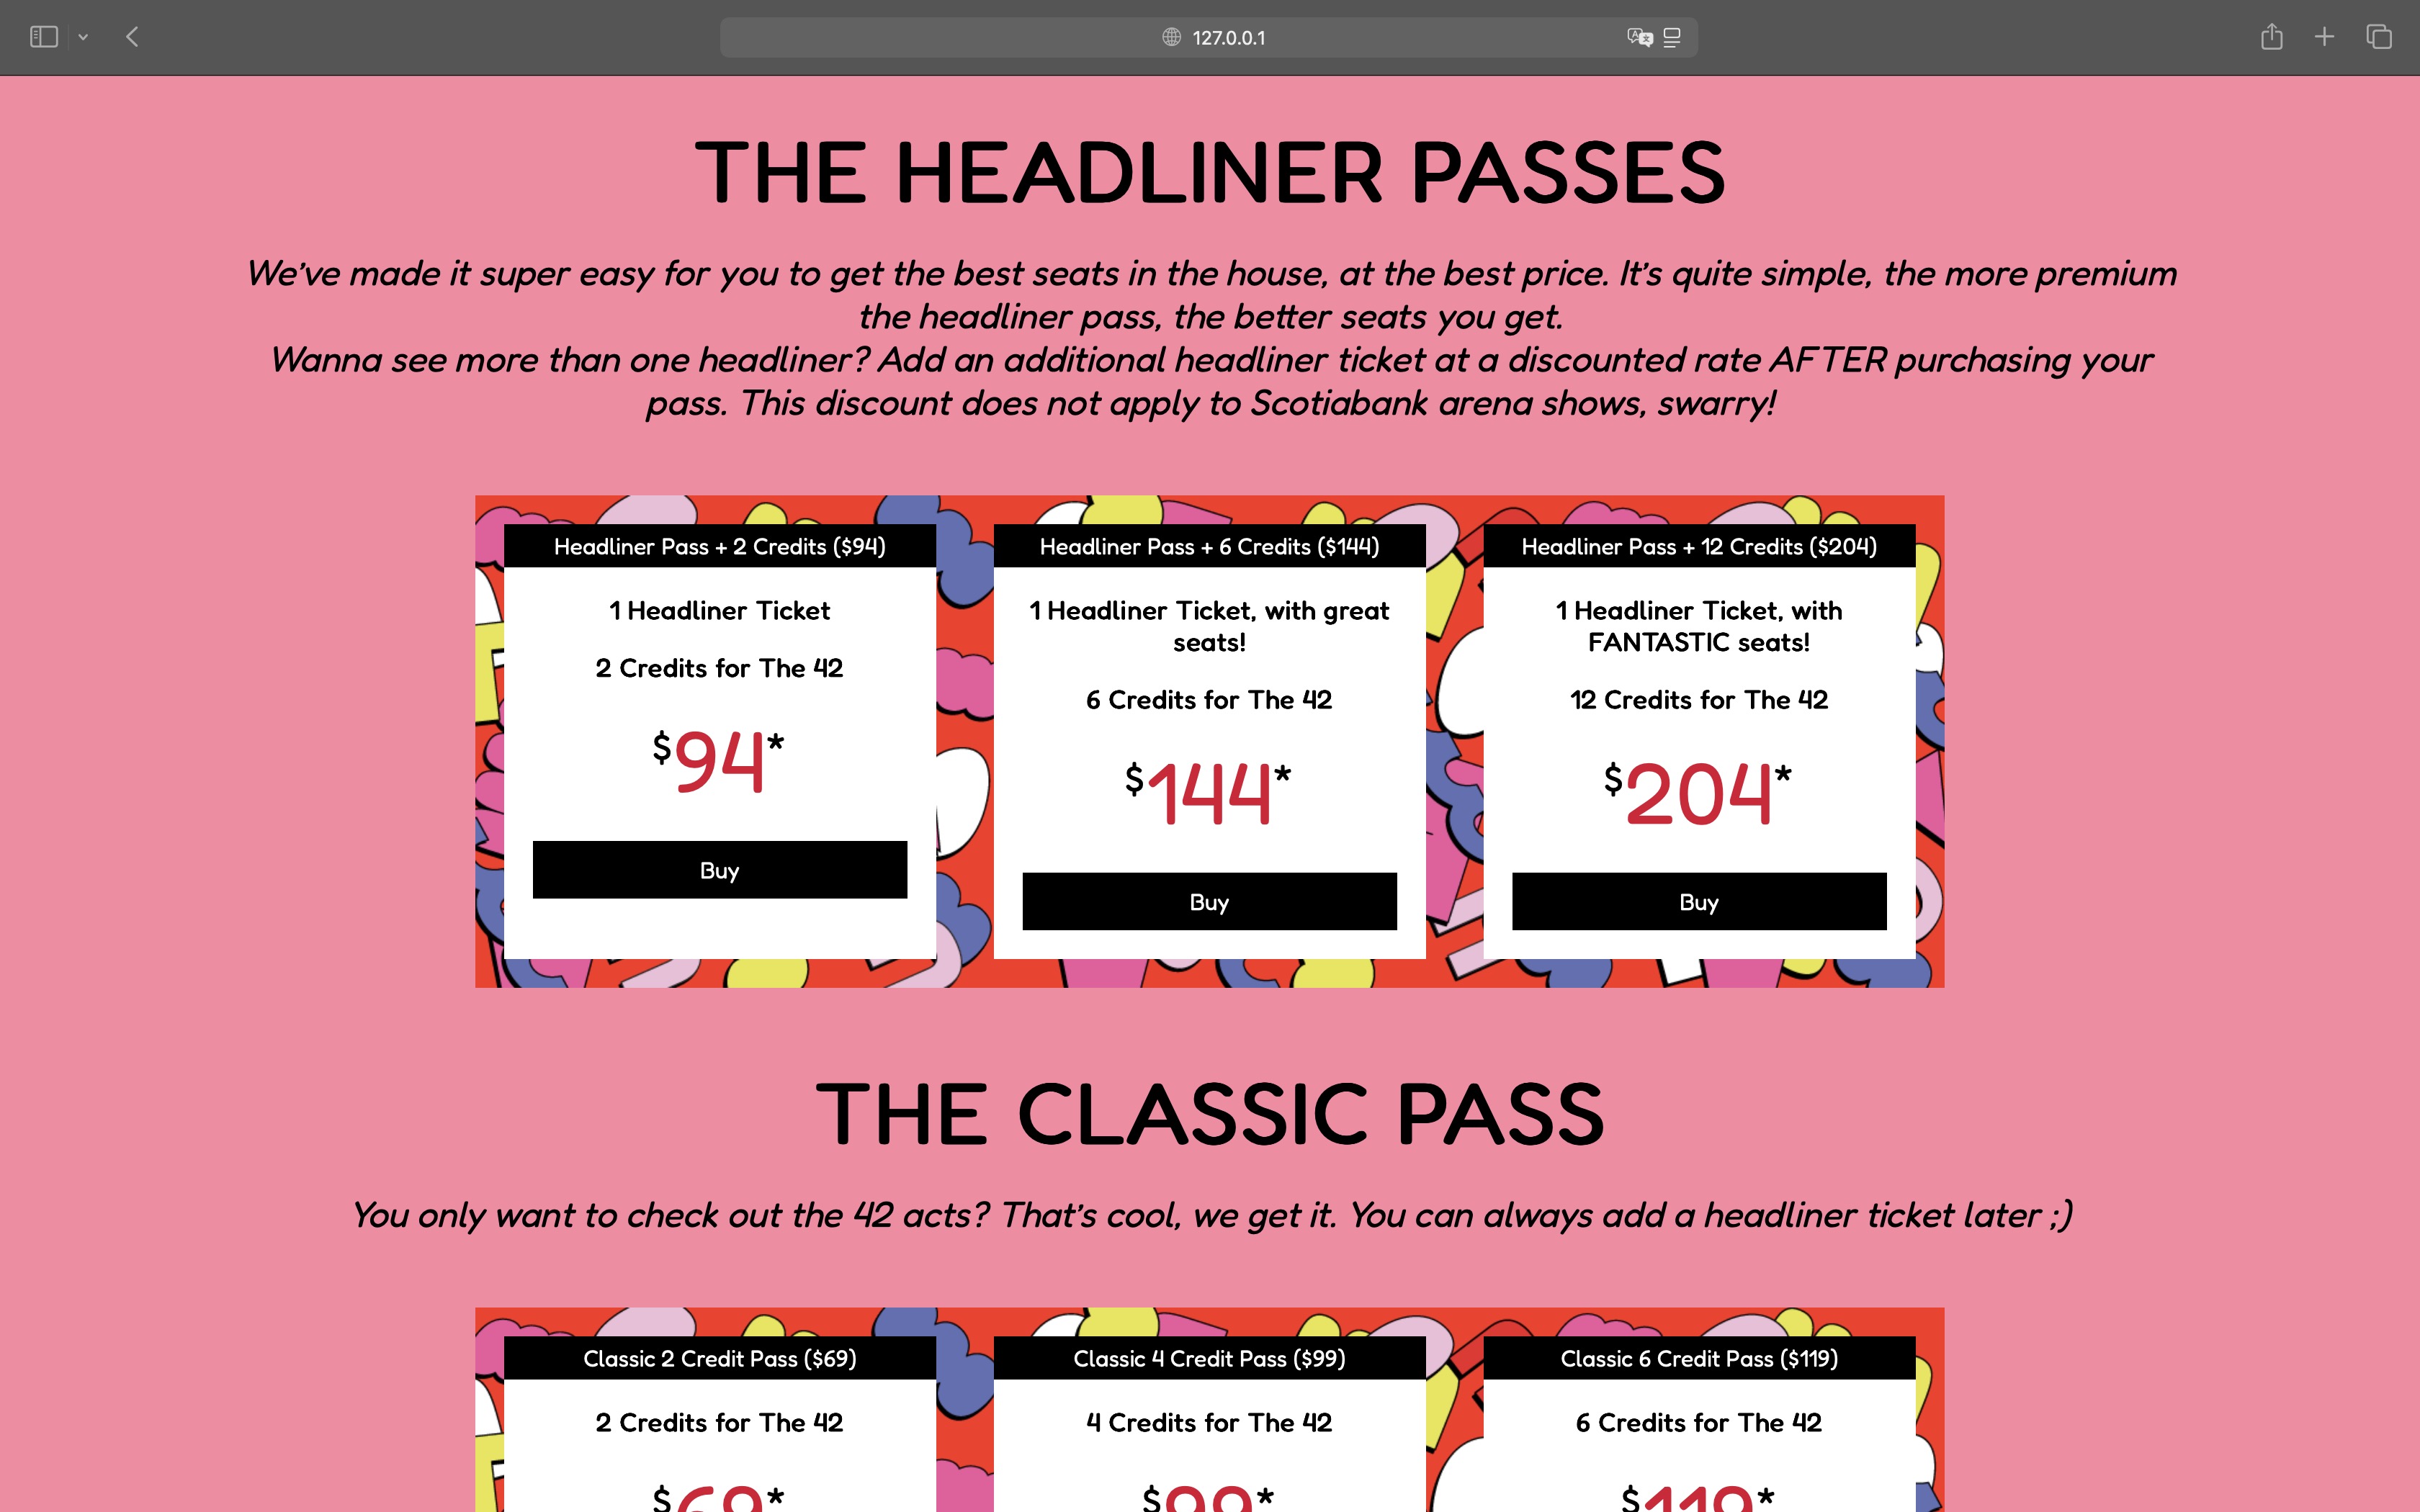 127.0.0.1
THE HEADLINER PASSES
We've made it super easy for you to get the best seats in the house, at the best price. It's quite simple, the more premium
the headliner pass, the better seats you get.
Wanna see more than one headliner? Add an additional headliner ticket at a discounted rate AFTER purchasing your
pass. This discount does not apply to Scotiabank arena shows, swarry!
Headliner Pass + 2 Credits ($94)
1 Headliner Ticket
2 Credits for The 42
$94*
Buy
Headliner Pass + 6 Credits ($144)
1 Headliner Ticket, with great
seats!
6 Credits for The 42
$144*
Buy
Headliner Pass + 12 Credits ($204)
1 Headliner Ticket, with
FANTASTIC seats!
12 Credits for The 42
$204*
Buy
THE CLASSIC PASS
You only want to check out the 42 acts? That's cool, we get it. You can always add a headliner ticket later ;)
Classic 2 Credit Pass ($69)
2 Credits for The 42
$69*
Classic 4 Credit Pass ($99)
4 Credits for The 42
$99*
Classic 6 Credit Pass ($119)
6 Credits for The 42
$119*